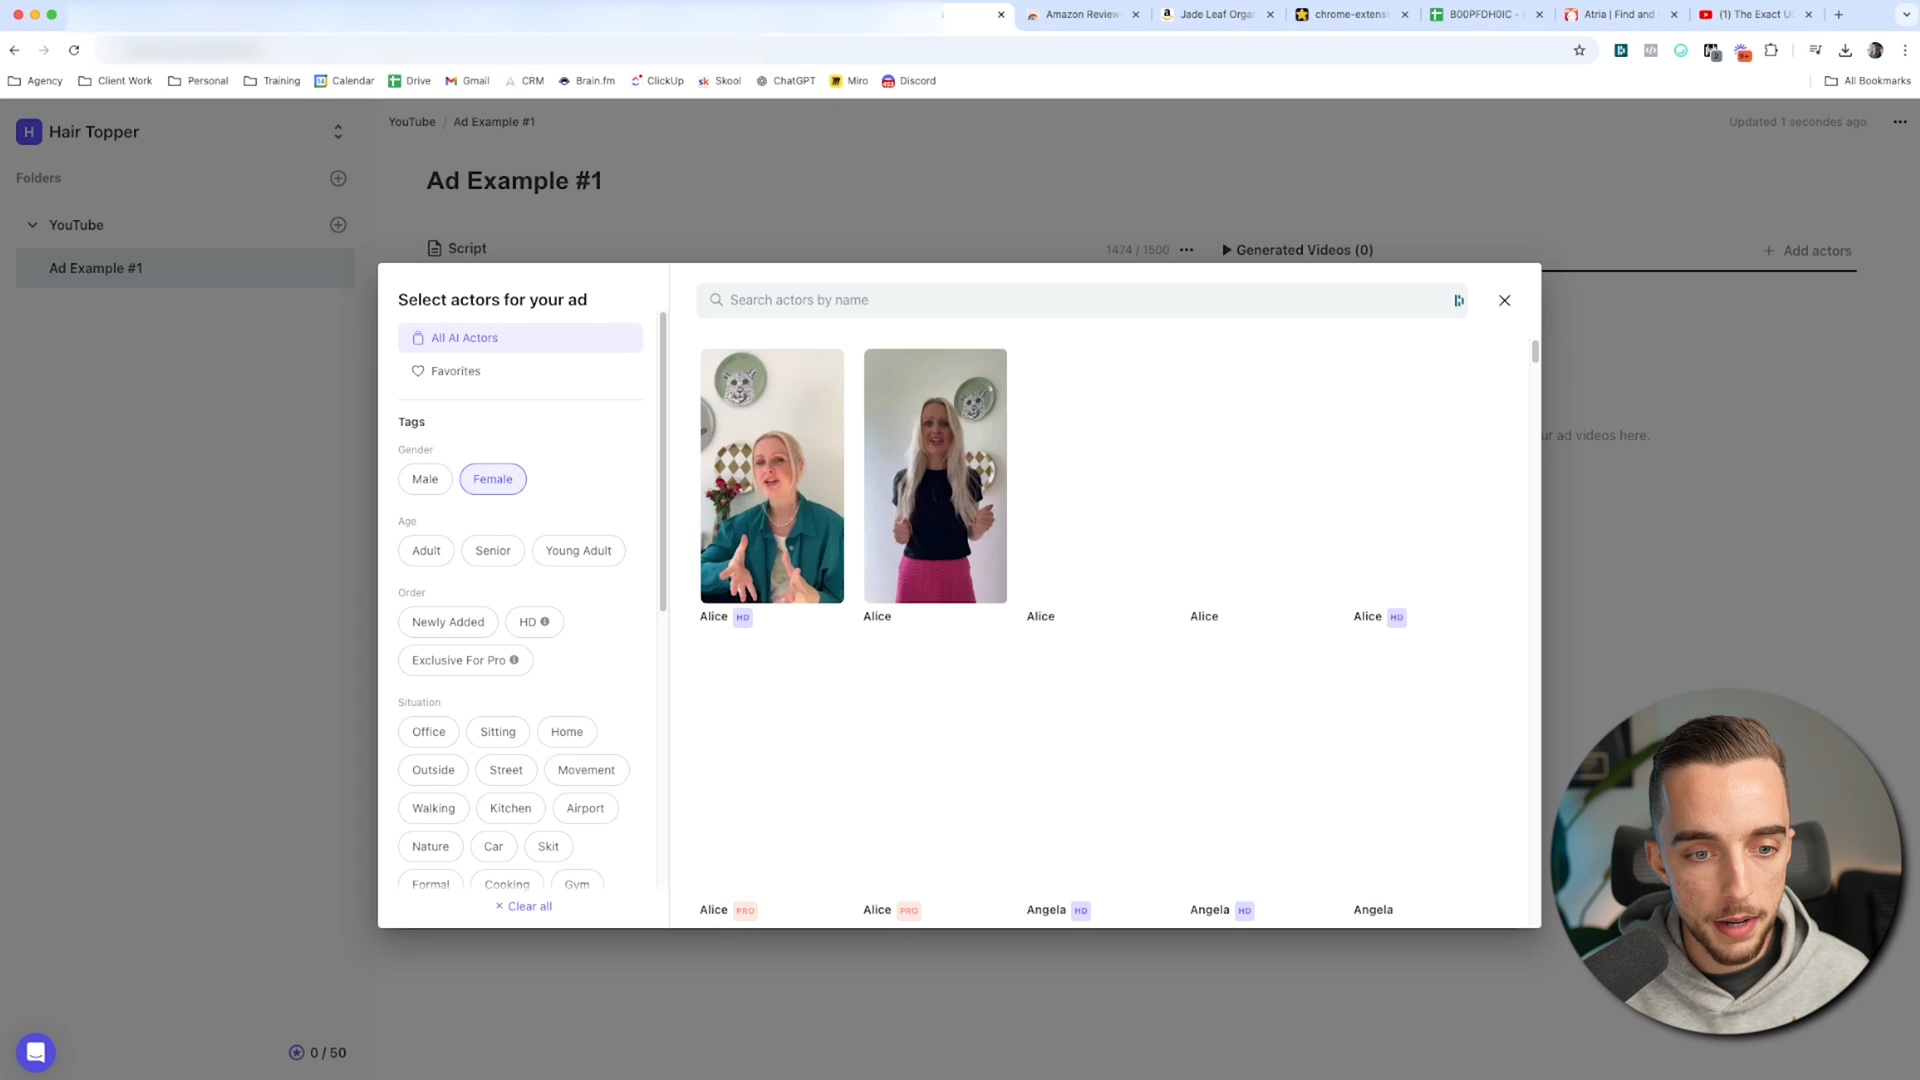 Amazon Review
Jade Leaf Orga
chrome-extens
B00PFDH0IC -
Atria | Find and
(1) The Exact U
Agency
Client Work
Personal
Training
Calendar
Drive
Gmail
CRM
Brain.fm
ClickUp
sk Skool
ChatGPT
Miro
Discord
All Bookmarks
H Hair Topper
YouTube / Ad Example #1
Updated 1 secondes ago
Folders
Ad Example #1
YouTube
Script
1474 / 1500
Generated Videos (0)
+ Add actors
Ad Example #1
Select actors for your ad
Search actors by name
All AI Actors
Favorites
Tags
Gender
Male
Female
ur ad videos here.
Age
Adult
Senior
Young Adult
Order
Newly Added
HD
Alice HD
Alice
Alice
Alice
Alice HD
Exclusive For Pro
Situation
Office
Sitting
Home
Outside
Street
Movement
Walking
Kitchen
Airport
Nature
Car
Skit
Formal
Cooking
Gym
× Clear all
Alice PRO
Alice PRO
Angela HD
Angela HD
Angela
0 / 50